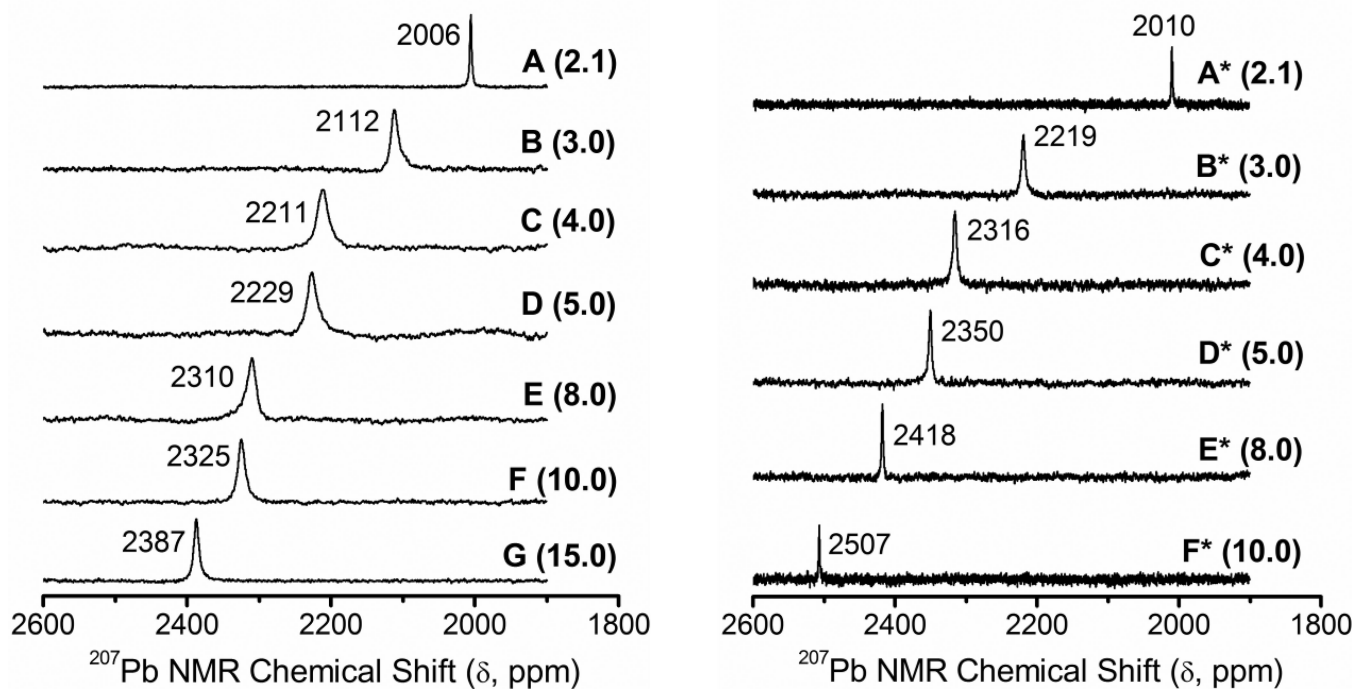 2006
A (2.1)
2112
B (3.0)
2211
C (4.0)
2229
D (5.0)
2310
E (8.0)
2325
F (10.0)
2387
G (15.0)
2600 2400 2200 2000 1800
²⁰⁷Pb NMR Chemical Shift (δ, ppm)
2010
A* (2.1)
2219
B* (3.0)
2316
C* (4.0)
2350
D* (5.0)
2418
E* (8.0)
2507
F* (10.0)
2600 2400 2200 2000 1800
²⁰⁷Pb NMR Chemical Shift (δ, ppm)